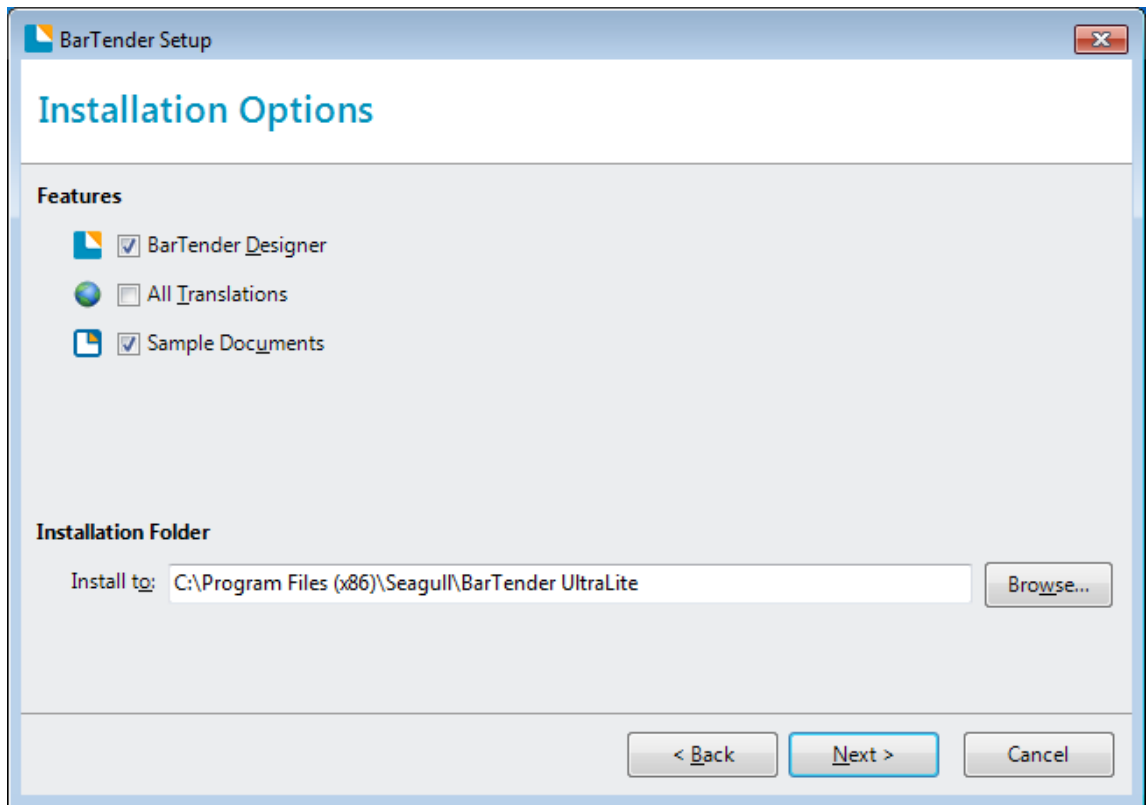 BarTender Setup
Installation Options
Features
BarTender Designer
All Translations
Sample Documents
Installation Folder
Install to: C:\Program Files (x86)\Seagull\BarTender UltraLite Browse...
< Back Next > Cancel